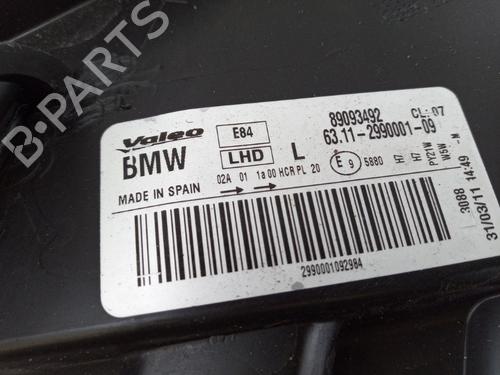 Valeo
E84
89093492
CL: 07
BMW
LHD
L
63.11-2990001-09
E9
5880
H7
H7
PY21W
W5W
MADE IN SPAIN
02A 01 1a 00 HCR PL 20
2990001092984
3088
31/03/11 14:49 -N
B-PARTS